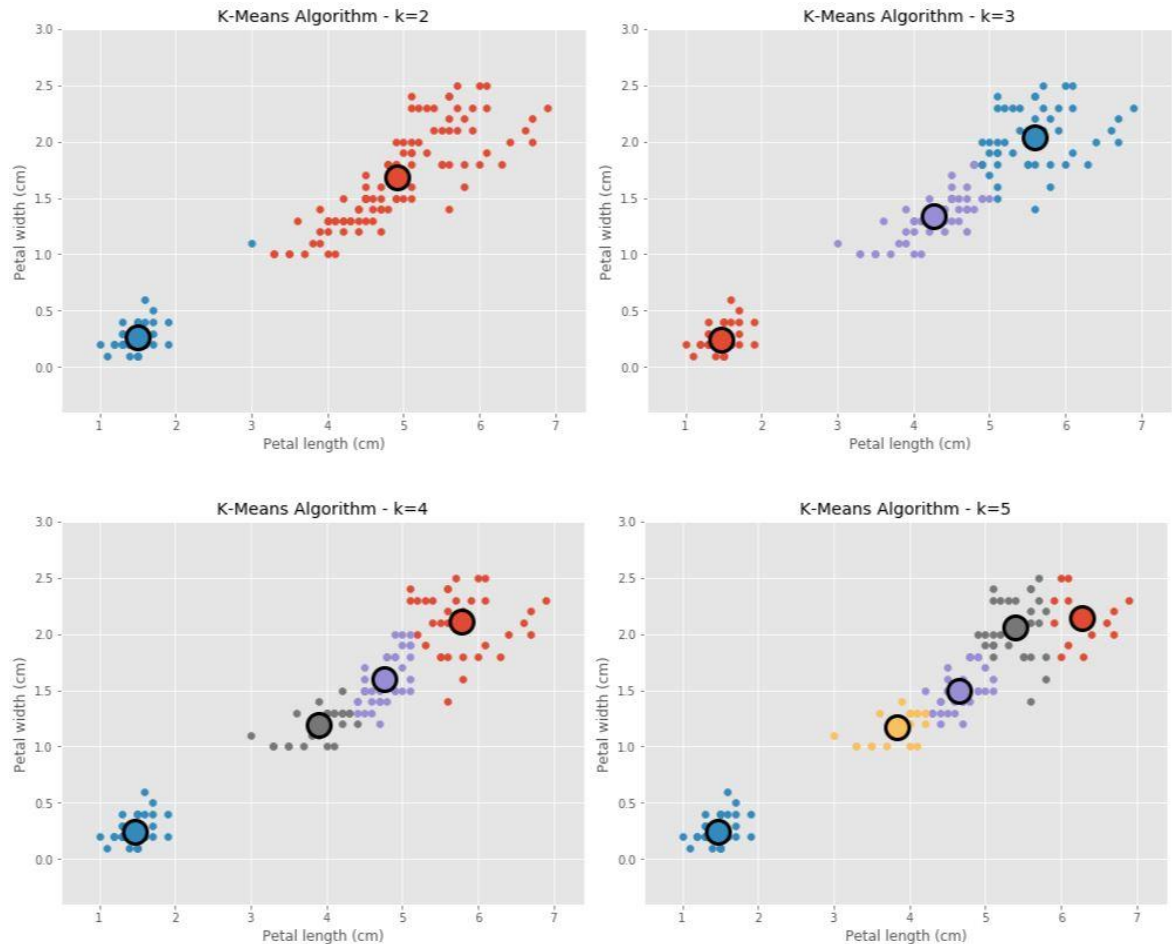 K-Means Algorithm - k=2
3.0
2.5
2.0
1.5
1.0
0.5
0.0
Petal width (cm)
1 2 3 4 5 6 7
Petal length (cm)
K-Means Algorithm - k=3
3.0
2.5
2.0
1.5
1.0
0.5
0.0
Petal width (cm)
1 2 3 4 5 6 7
Petal length (cm)
K-Means Algorithm - k=4
3.0
2.5
2.0
1.5
1.0
0.5
0.0
Petal width (cm)
1 2 3 4 5 6 7
Petal length (cm)
K-Means Algorithm - k=5
3.0
2.5
2.0
1.5
1.0
0.5
0.0
Petal width (cm)
1 2 3 4 5 6 7
Petal length (cm)